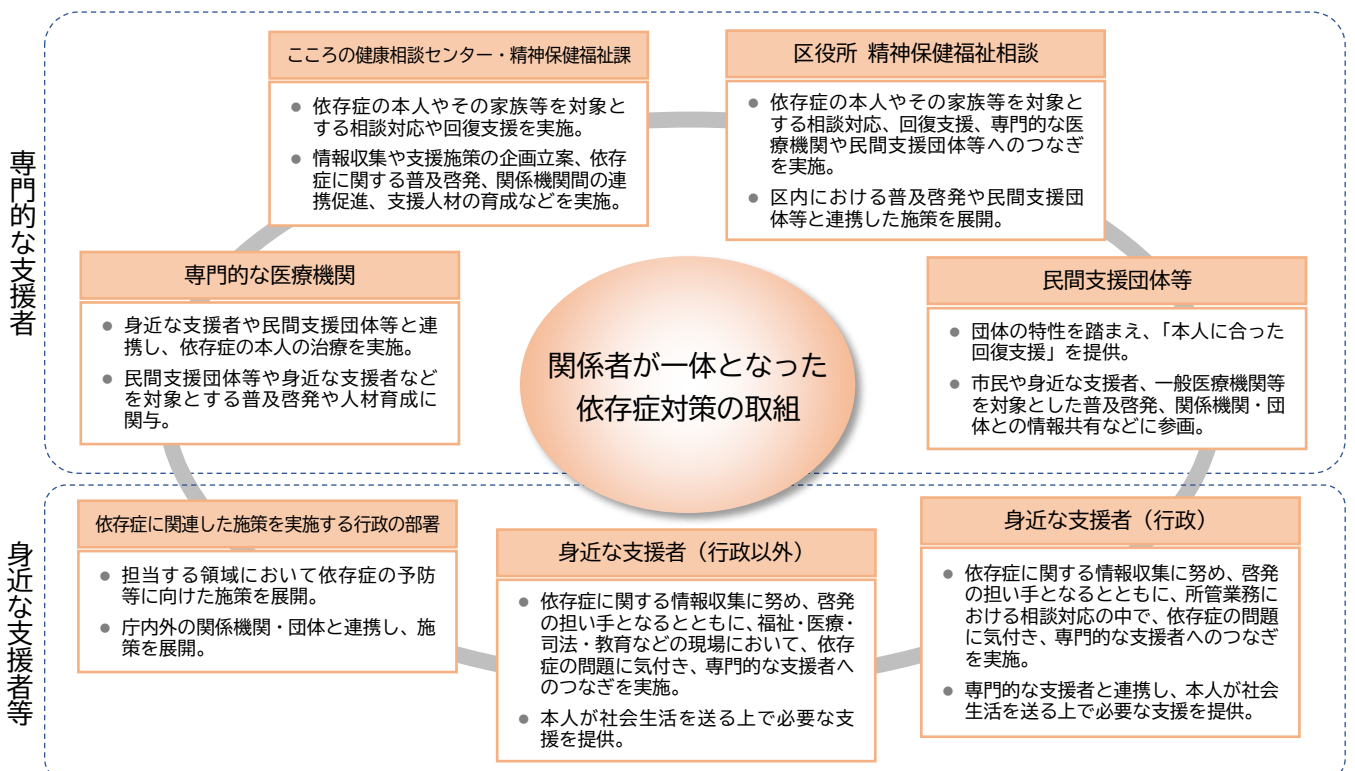 専門的な支援者
こころの健康相談センター・精神保健福祉課
● 依存症の本人やその家族等を対象と
する相談対応や回復支援を実施。
● 情報収集や支援施策の企画立案、依存
症に関する普及啓発、関係機関間の連
携促進、支援人材の育成などを実施。
区役所 精神保健福祉相談
● 依存症の本人やその家族等を対象と
する相談対応、回復支援、専門的な医
療機関や民間支援団体等へのつなぎ
を実施。
● 区内における普及啓発や民間支援団
体等と連携した施策を展開。
専門的な医療機関
● 身近な支援者や民間支援団体等と連
携し、依存症の本人の治療を実施。
● 民間支援団体等や身近な支援者など
を対象とする普及啓発や人材育成に
関与。
関係者が一体となった
依存症対策の取組
民間支援団体等
● 団体の特性を踏まえ、「本人に合った
回復支援」を提供。
● 市民や身近な支援者、一般医療機関等
を対象とした普及啓発、関係機関・団
体との情報共有などに参画。
身近な支援者等
依存症に関連した施策を実施する行政の部署
● 担当する領域において依存症の予防
等に向けた施策を展開。
● 庁内外の関係機関・団体と連携し、施
策を展開。
身近な支援者（行政以外）
● 依存症に関する情報収集に努め、啓発
の担い手となるとともに、福祉・医療・
司法・教育などの現場において、依存
症の問題に気付き、専門的な支援者へ
のつなぎを実施。
● 本人が社会生活を送る上で必要な支
援を提供。
身近な支援者（行政）
● 依存症に関する情報収集に努め、啓発
の担い手となるとともに、所管業務に
おける相談対応の中で、依存症の問題
に気付き、専門的な支援者へのつなぎ
を実施。
● 専門的な支援者と連携し、本人が社会
生活を送る上で必要な支援を提供。